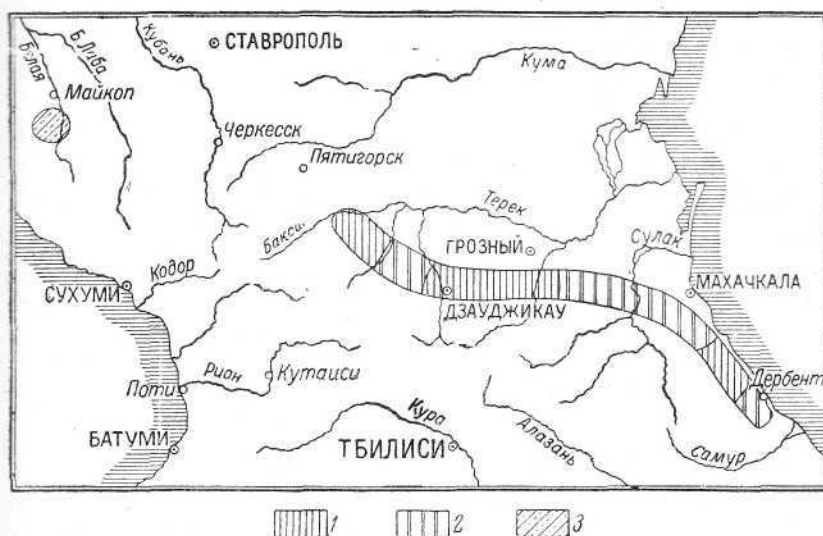 СТАВРОПОЛЬ
Кубань
Б. Лаба
Белая
Майкоп
Кума
Черкесск
Пятигорск
Терек
Баксан
ГРОЗНЫЙ
Сулак
Кодор
СУХУМИ
МАХАЧКАЛА
ДЗАУДЖИКАУ
Рион
Кутаиси
Поти
Дербент
Кура
Алазань
БАТУМИ
ТБИЛИСИ
Самур
1 2 3